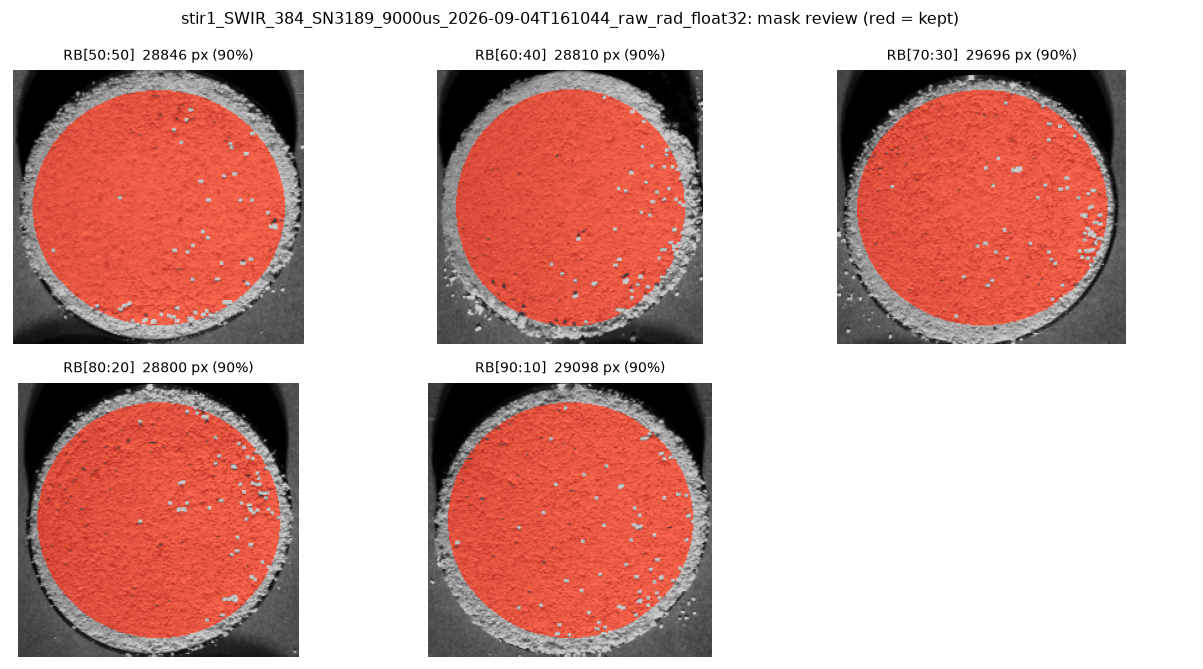 stir1_SWIR_384_SN3189_9000us_2026-09-04T161044_raw_rad_float32: mask review (red = kept)
RB[50:50]  28846 px (90%)
RB[60:40]  28810 px (90%)
RB[70:30]  29696 px (90%)
RB[80:20]  28800 px (90%)
RB[90:10]  29098 px (90%)